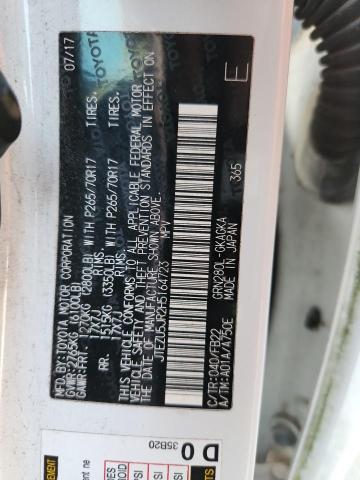 MFD.BY:TOYOTA MOTOR CORPORATION 07/17
GVWR:2765KG(6100LB)
GAWR:FRT. 1270KG (2800LB) WITH P265/70R17 TIRES,
17X7J RIMS
RR. 1515KG (3350LB) WITH P265/70R17 TIRES,
17X7J RIMS
THIS VEHICLE CONFORMS TO ALL APPLICABLE FEDERAL MOTOR
VEHICLE SAFETY AND THEFT PREVENTION STANDARDS IN EFFECT ON
THE DATE OF MANUFACTURE SHOWN ABOVE.
JTEZU5JR2H5164723 MPV
365
GRN280L-GKAGKA
C/TR:040/FB22 MADE IN JAPAN
A/TM:A01A/A750E
E
TOYOTA
D0
35B20